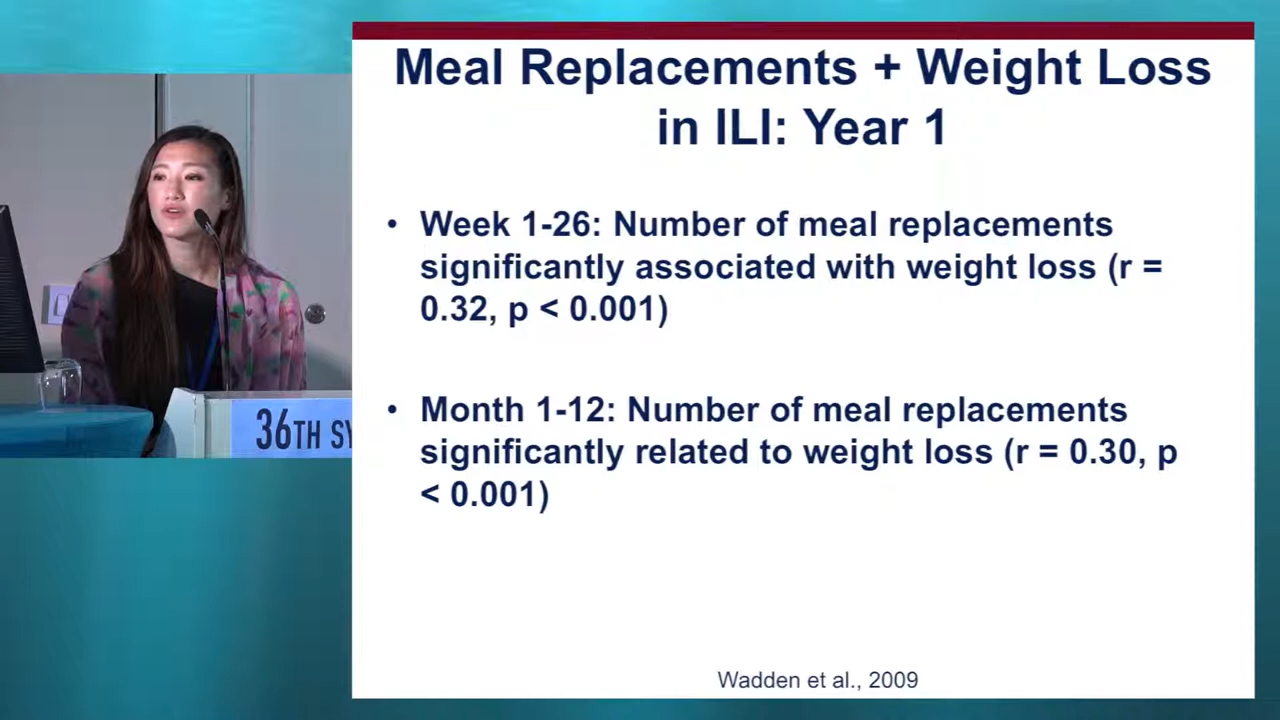 Meal Replacements + Weight Loss
in ILI: Year 1
• Week 1-26: Number of meal replacements
significantly associated with weight loss (r =
0.32, p < 0.001)
• Month 1-12: Number of meal replacements
significantly related to weight loss (r = 0.30, p
< 0.001)
Wadden et al., 2009
36TH SY